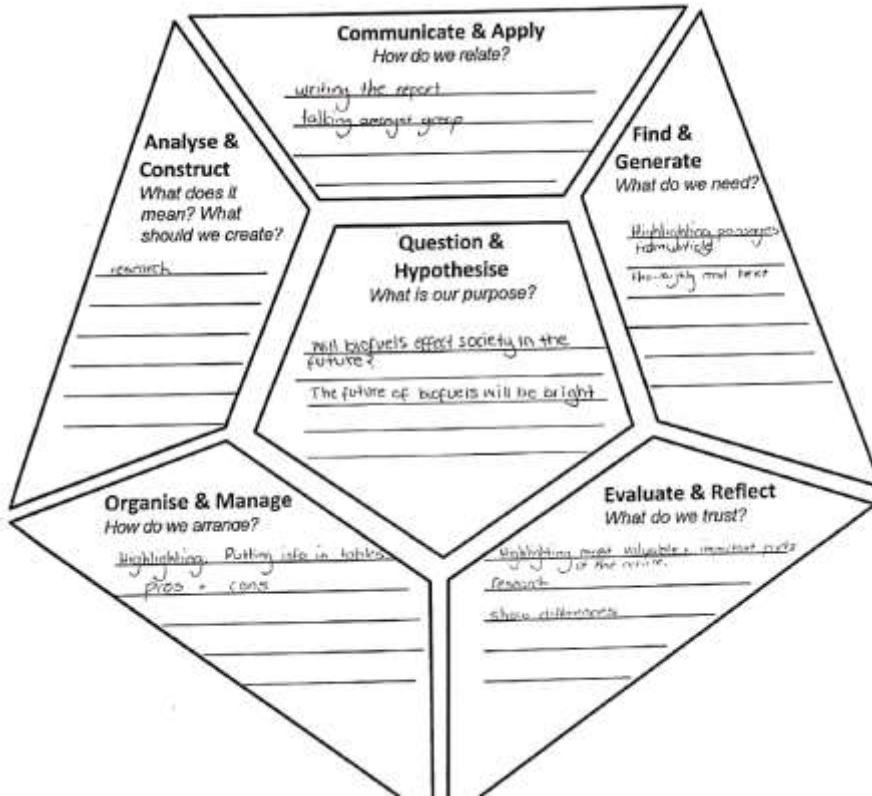 Communicate & Apply
How do we relate?
writing the report
talking amongst group
Analyse &
Construct
What does it
mean? What
should we create?
research
Find &
Generate
What do we need?
Highlighting passages
thoroughly read text
Question &
Hypothesise
What is our purpose?
Will biofuels effect society in the
future?
The future of biofuels will be bright
Organise & Manage
How do we arrange?
Highlighting. Putting info in tables
pros + cons
Evaluate & Reflect
What do we trust?
Highlighting most valuable + important parts
of the article.
research
show differences